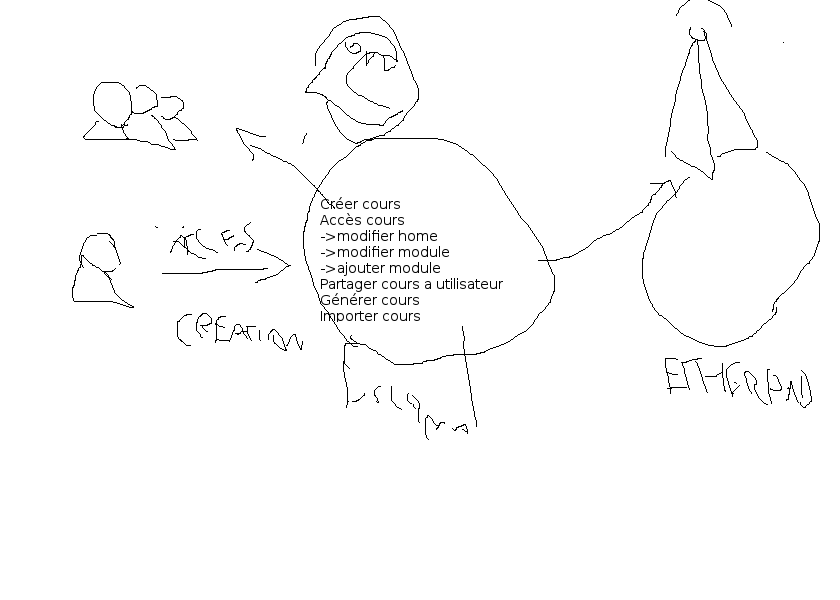 ACCES
Créer cours
Accès cours
->modifier home
->modifier module
->ajouter module
Partager cours a utilisateur
Générer cours
Importer cours
CREATION
ETHERPAD